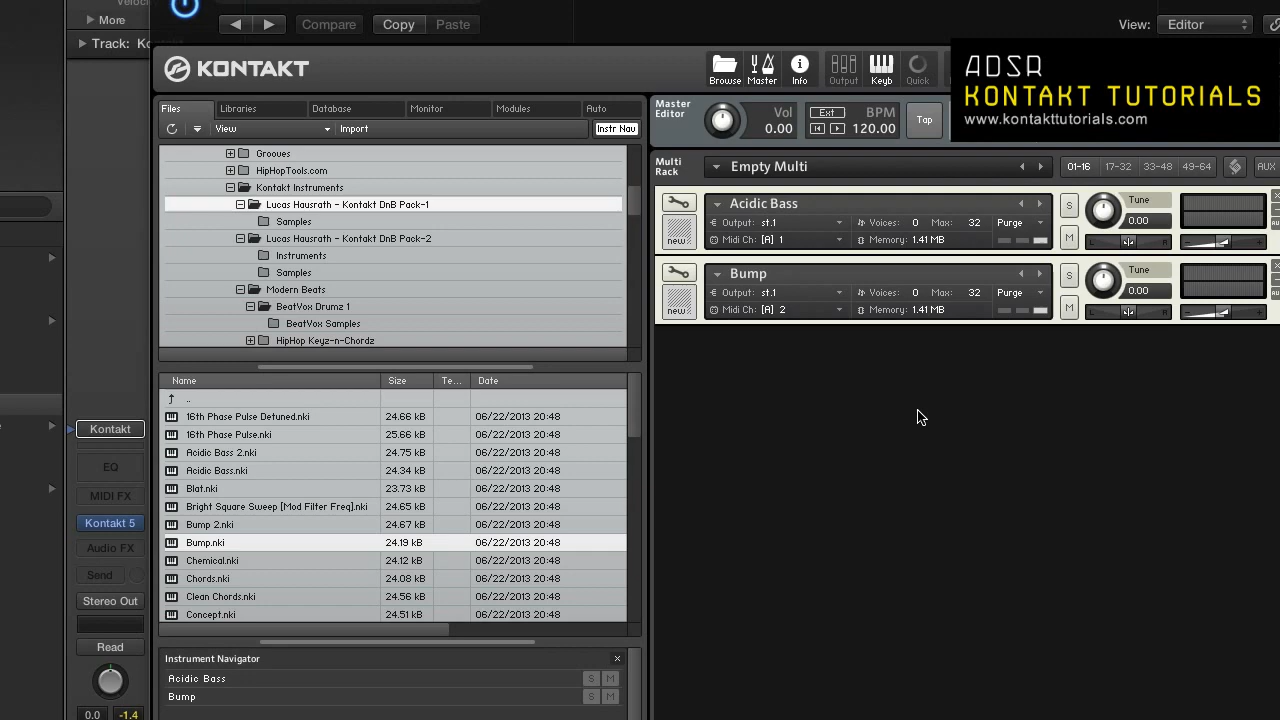 More
Compare
Copy
Paste
View:
Editor
Track:
KONTAKT
Browse
Master
Info
Output
Keyb
Quick
ADSR
KONTAKT TUTORIALS
www.kontakttutorials.com
Files
Libraries
Database
Monitor
Modules
Auto
View
Import
Instr Nav
Master
Editor
Vol
0.00
Ext
BPM
120.00
Tap
Grooves
HipHopTools.com
Kontakt Instruments
Lucas Hausrath - Kontakt DnB Pack-1
Samples
Lucas Hausrath - Kontakt DnB Pack-2
Instruments
Samples
Modern Beats
BeatVox Drumz 1
BeatVox Samples
HipHop Keyz-n-Chordz
Multi
Rack
Empty Multi
01-16
17-32
33-48
49-64
AUX
Acidic Bass
Output: st.1
Voices: 0 Max: 32
Purge
Midi Ch: [A] 1
Memory: 1.41 MB
new
S
M
Tune
0.00
L
R
Bump
Output: st.1
Voices: 0 Max: 32
Purge
Midi Ch: [A] 2
Memory: 1.41 MB
new
S
M
Tune
0.00
L
R
Name Size Te... Date
..
16th Phase Pulse Detuned.nki 24.66 kB 06/22/2013 20:48
16th Phase Pulse.nki 25.66 kB 06/22/2013 20:48
Acidic Bass 2.nki 24.75 kB 06/22/2013 20:48
Acidic Bass.nki 24.34 kB 06/22/2013 20:48
Blat.nki 23.73 kB 06/22/2013 20:48
Bright Square Sweep [Mod Filter Freq].nki 24.65 kB 06/22/2013 20:48
Bump 2.nki 24.67 kB 06/22/2013 20:48
Bump.nki 24.19 kB 06/22/2013 20:48
Chemical.nki 24.12 kB 06/22/2013 20:48
Chords.nki 24.08 kB 06/22/2013 20:48
Clean Chords.nki 24.56 kB 06/22/2013 20:48
Concept.nki 24.51 kB 06/22/2013 20:48
Kontakt
EQ
MIDI FX
Kontakt 5
Audio FX
Send
Stereo Out
Read
0.0
-1.4
Instrument Navigator
Acidic Bass S M
Bump S M